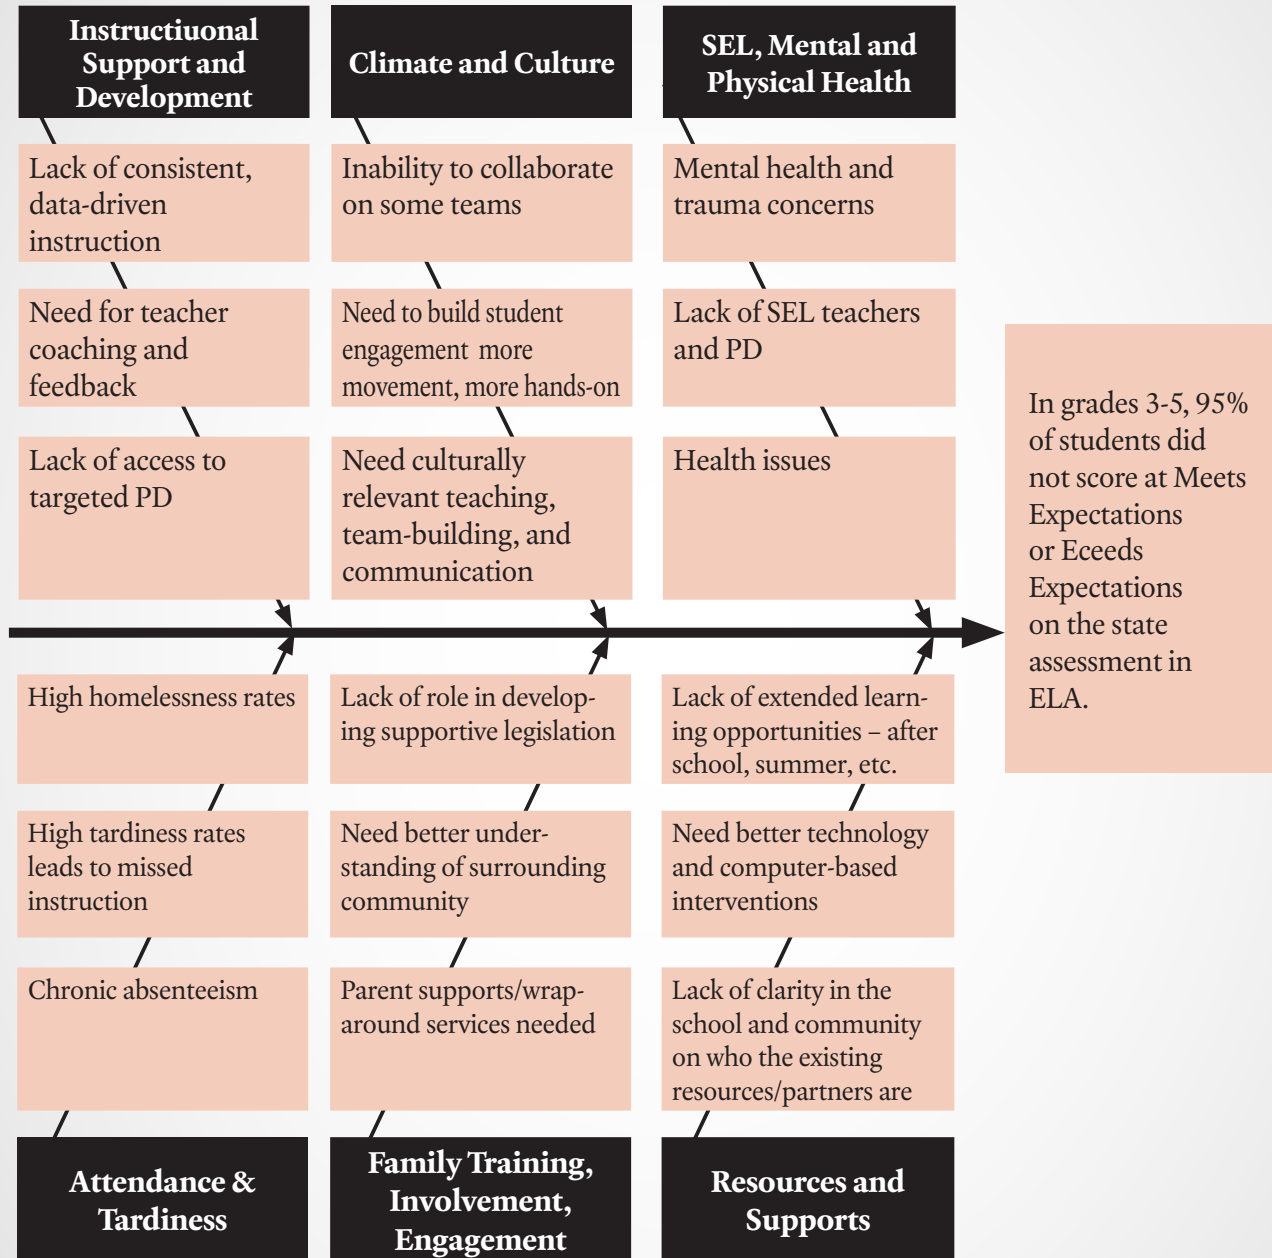 Instructiuonal
Support and
Development
Lack of consistent,
data-driven
instruction
Need for teacher
coaching and
feedback
Lack of access to
targeted PD
Climate and Culture
Inability to collaborate
on some teams
Need to build student
engagement more
movement, more hands-on
Need culturally
relevant teaching,
team-building, and
communication
SEL, Mental and
Physical Health
Mental health and
trauma concerns
Lack of SEL teachers
and PD
Health issues
In grades 3-5, 95%
of students did
not score at Meets
Expectations
or Eceeds
Expectations
on the state
assessment in
ELA.
High homelessness rates
High tardiness rates
leads to missed
instruction
Chronic absenteeism
Attendance &
Tardiness
Lack of role in develop-
ing supportive legislation
Need better under-
standing of surrounding
community
Parent supports/wrap-
around services needed
Family Training,
Involvement,
Engagement
Lack of extended learn-
ing opportunities – after
school, summer, etc.
Need better technology
and computer-based
interventions
Lack of clarity in the
school and community
on who the existing
resources/partners are
Resources and
Supports